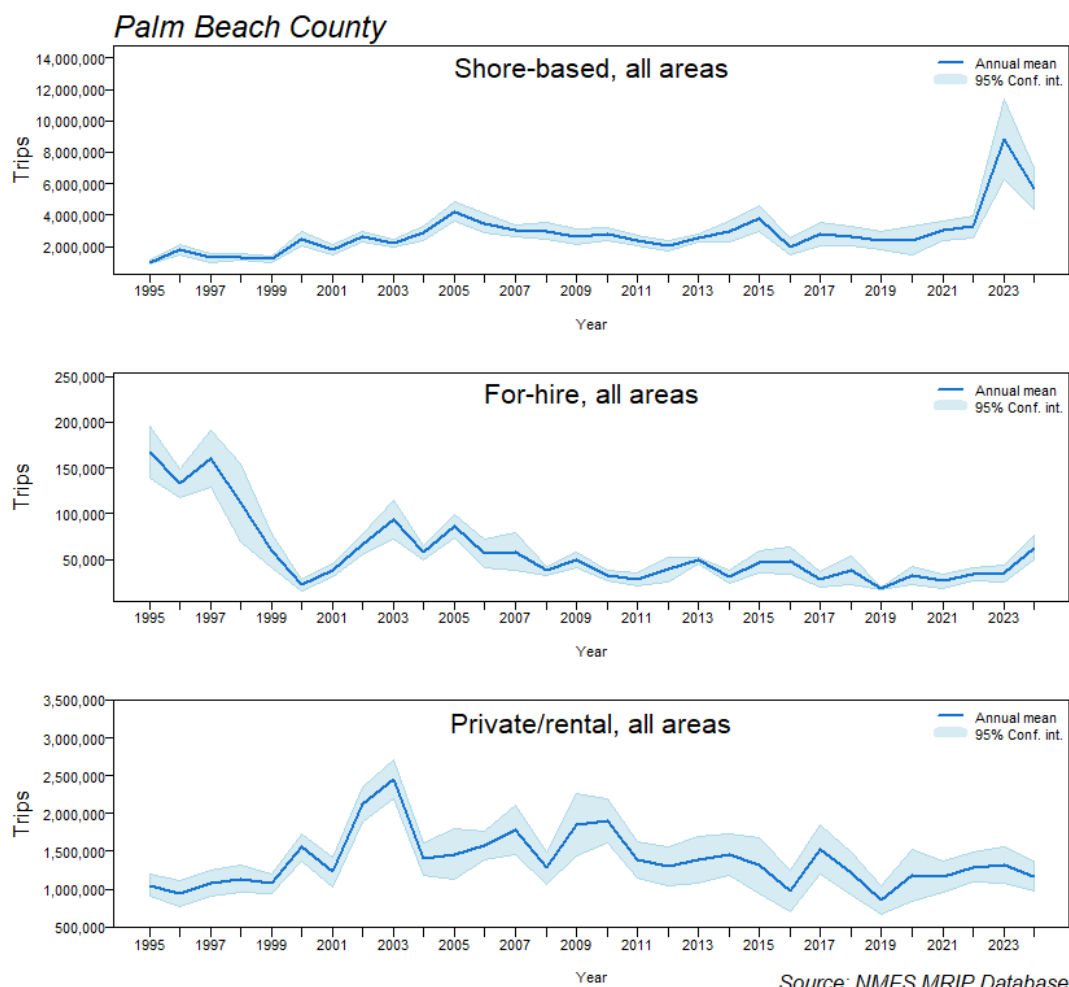 Palm Beach County
Shore-based, all areas
Annual mean
95% Conf. int.
Trips
14,000,000
12,000,000
10,000,000
8,000,000
6,000,000
4,000,000
2,000,000
1995 1997 1999 2001 2003 2005 2007 2009 2011 2013 2015 2017 2019 2021 2023
Year
For-hire, all areas
Annual mean
95% Conf. int.
Trips
250,000
200,000
150,000
100,000
50,000
1995 1997 1999 2001 2003 2005 2007 2009 2011 2013 2015 2017 2019 2021 2023
Year
Private/rental, all areas
Annual mean
95% Conf. int.
Trips
3,500,000
3,000,000
2,500,000
2,000,000
1,500,000
1,000,000
500,000
1995 1997 1999 2001 2003 2005 2007 2009 2011 2013 2015 2017 2019 2021 2023
Year
Source: NMFS MRIP Database